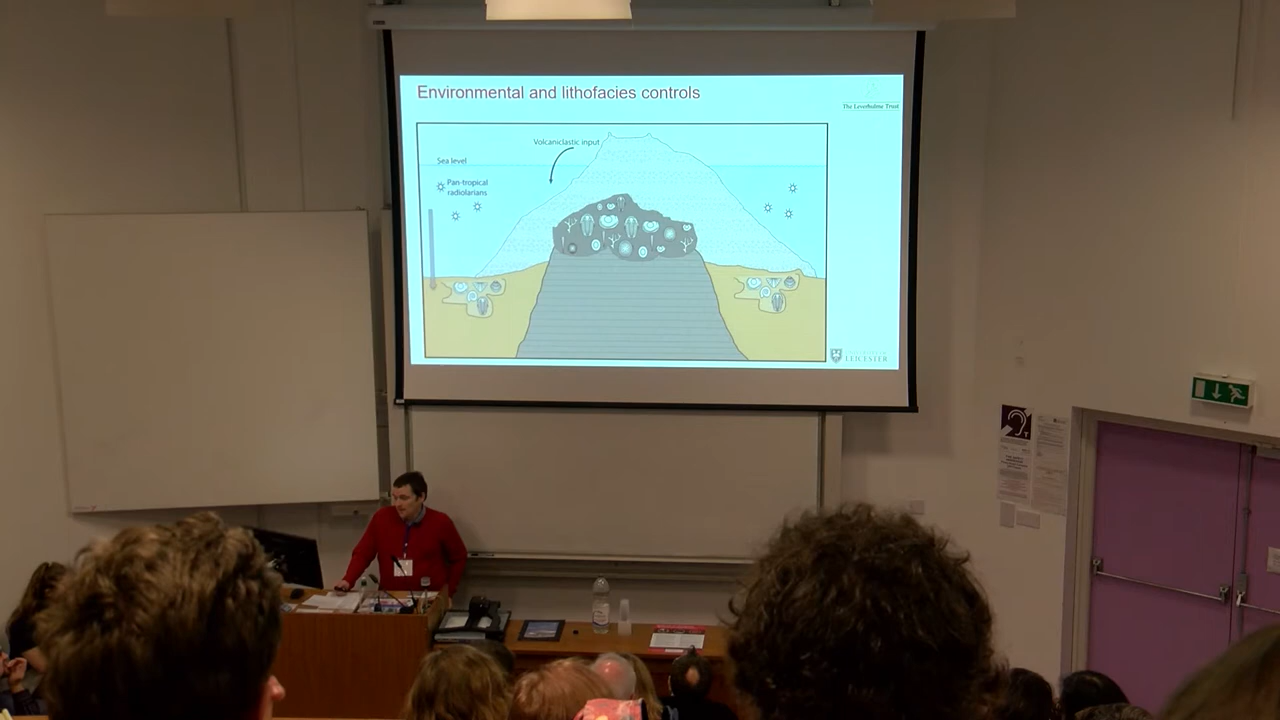 Environmental and lithofacies controls
The Leverhulme Trust
Volcaniclastic input
Sea level
Pan-tropical
radiolarians
LEICESTER